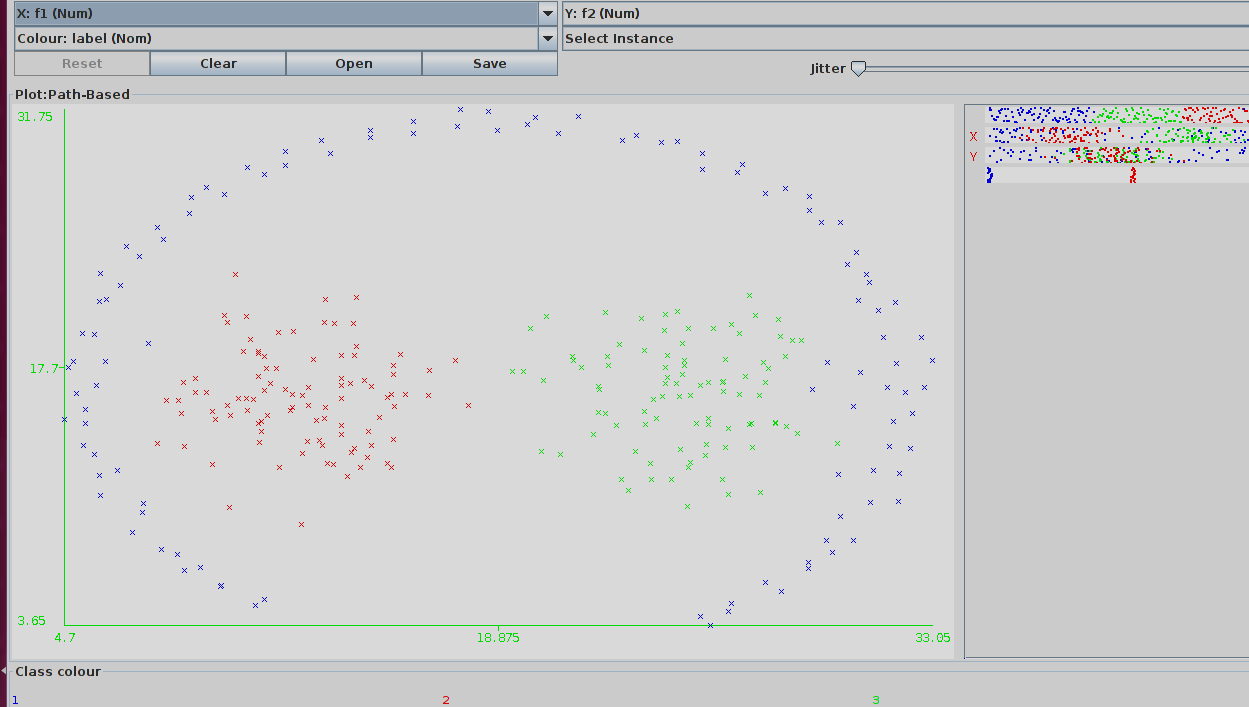 X: f1 (Num)
Y: f2 (Num)
Colour: label (Nom)
Select Instance
Reset
Clear
Open
Save
Jitter
Plot:Path-Based
31.75
17.7
3.65
4.7
18.875
33.05
X
Y
Class colour
1
2
3